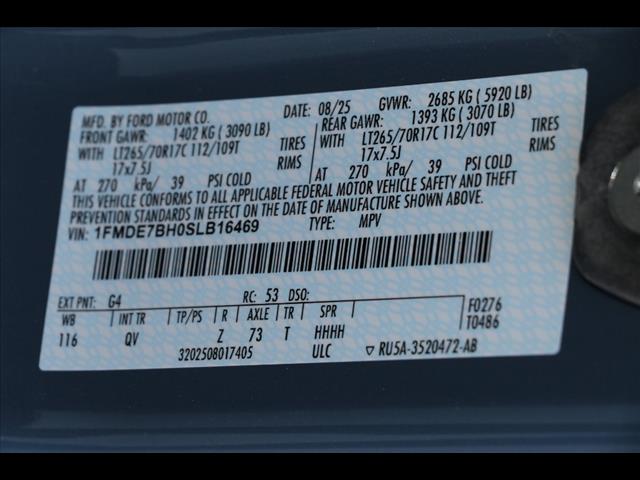 MFD. BY FORD MOTOR CO. DATE: 08/25 GVWR: 2685 KG ( 5920 LB)
FRONT GAWR: 1402 KG ( 3090 LB) REAR GAWR: 1393 KG ( 3070 LB)
WITH LT265/70R17C 112/109T TIRES WITH LT265/70R17C 112/109T TIRES
17x7.5J RIMS 17x7.5J RIMS
AT 270 kPa/ 39 PSI COLD AT 270 kPa/ 39 PSI COLD
THIS VEHICLE CONFORMS TO ALL APPLICABLE FEDERAL MOTOR VEHICLE SAFETY AND THEFT
PREVENTION STANDARDS IN EFFECT ON THE DATE OF MANUFACTURE SHOWN ABOVE.
VIN: 1FMDE7BH0SLB16469 TYPE: MPV
EXT PNT: G4 RC: 53 DSO: F0276
WB INT TR TP/PS R AXLE TR SPR T0486
116 QV Z 73 T HHHH
3202508017405 ULC ▽ RU5A-3520472-AB